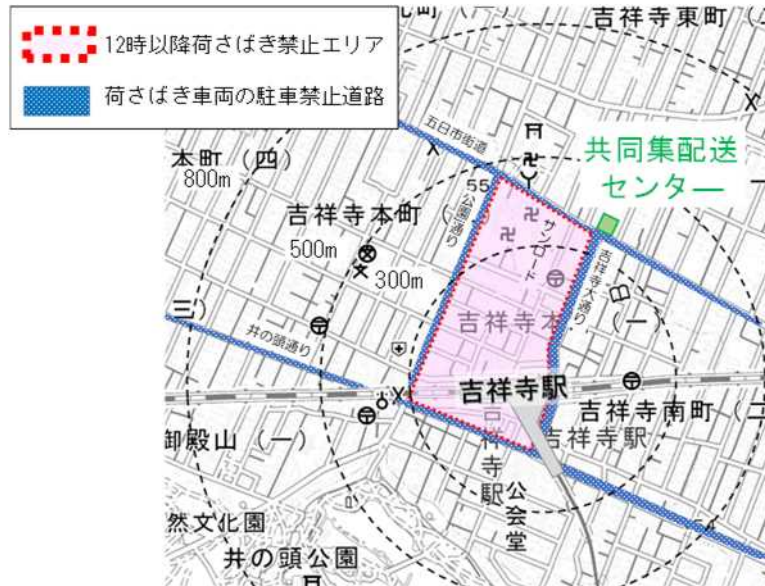 12時以降荷さばき禁止エリア
荷さばき車両の駐車禁止道路
吉祥寺東町
五日市街道
本町（四）
800m
55
共同集配送
センター
公園通り
吉祥寺本町
サンロード
500m
300m
吉祥寺大通り
三）
（一）
吉祥寺本
井の頭通り
吉祥寺駅
吉祥寺南町（二
御殿山（一）
吉祥寺駅
吉祥寺駅
公会堂
然文化園
54
井の頭公園